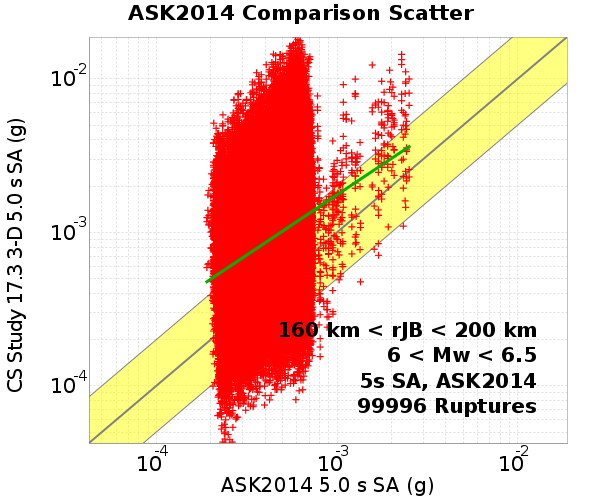 ASK2014 Comparison Scatter
CS Study 17.3 3-D 5.0 s SA (g)
10-2
10-3
10-4
160 km < rJB < 200 km
6 < Mw < 6.5
5s SA, ASK2014
99996 Ruptures
10-4 10-3 10-2
ASK2014 5.0 s SA (g)